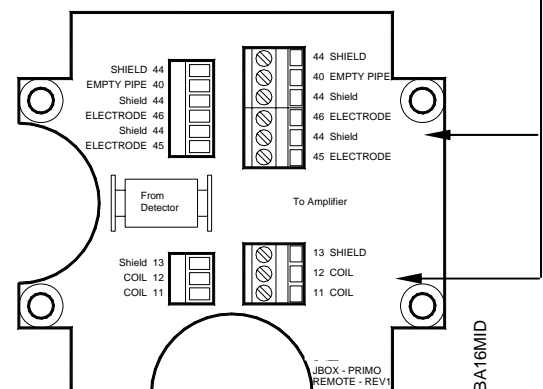 SHIELD 44
EMPTY PIPE 40
Shield 44
ELECTRODE 46
Shield 44
ELECTRODE 45
44 SHIELD
40 EMPTY PIPE
44 Shield
46 ELECTRODE
44 Shield
45 ELECTRODE
From
Detector
To Amplifier
Shield 13
COIL 12
COIL 11
13 SHIELD
12 COIL
11 COIL
JBOX - PRIMO
REMOTE - REV1
BA16MID